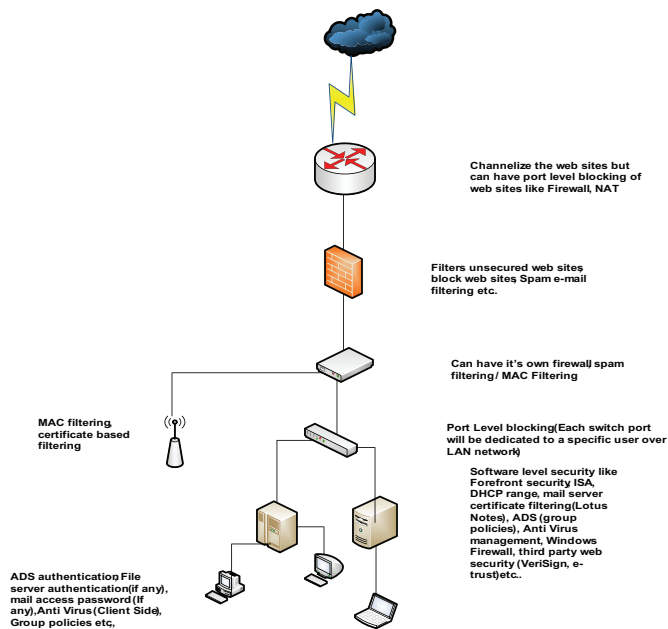 Channelize the web sites but
can have port level blocking of
web sites like Firewall, NAT
Filters unsecured web sites,
block web sites, Spam e-mail
filtering etc.
Can have it's own firewall, spam
filtering/ MAC Filtering
MAC filtering,
certificate based
filtering
Port Level blocking(Each switch port
will be dedicated to a specific user over
LAN network)
Software level security like
Forefront security, ISA,
DHCP range, mail server
certificate filtering(Lotus
Notes), ADS (group
policies), Anti Virus
management, Windows
Firewall, third party web
security (VeriSign, e-
trust)etc..
ADS authentication, File
server authentication(if any),
mail access password(If
any),Anti Virus(Client Side),
Group policies etc,